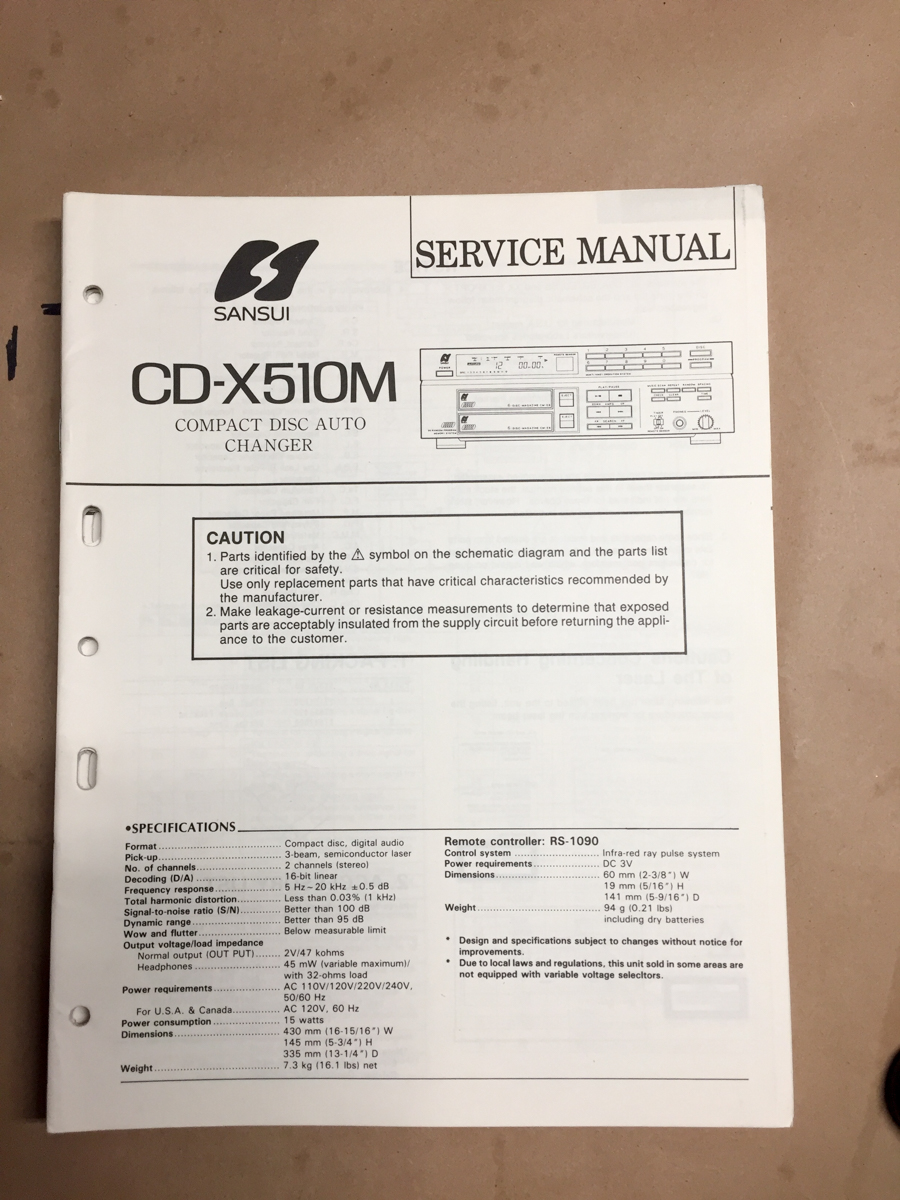 SERVICE MANUAL
SANSUI
CD-X510M
COMPACT DISC AUTO
CHANGER
CAUTION
1. Parts identified by the ⚠ symbol on the schematic diagram and the parts list
are critical for safety.
Use only replacement parts that have critical characteristics recommended by
the manufacturer.
2. Make leakage-current or resistance measurements to determine that exposed
parts are acceptably insulated from the supply circuit before returning the appli-
ance to the customer.
•SPECIFICATIONS
Format.................................... Compact disc, digital audio
Pick-up.................................... 3-beam, semiconductor laser
No. of channels......................... 2 channels (stereo)
Decoding (D/A) ......................... 16-bit linear
Frequency response.................... 5 Hz~20 kHz ±0.5 dB
Total harmonic distortion............. Less than 0.03% (1 kHz)
Signal-to-noise ratio (S/N)............ Better than 100 dB
Dynamic range.......................... Better than 95 dB
Wow and flutter........................ Below measurable limit
Output voltage/load impedance
Normal output (OUT PUT)....... 2V/47 kohms
Headphones ........................ 45 mW (variable maximum)/
with 32-ohms load
Power requirements.................... AC 110V/120V/220V/240V,
50/60 Hz
For U.S.A. & Canada.............. AC 120V, 60 Hz
Power consumption.................... 15 watts
Dimensions............................... 430 mm (16-15/16″) W
145 mm (5-3/4″) H
335 mm (13-1/4″) D
Weight..................................... 7.3 kg (16.1 lbs) net
Remote controller: RS-1090
Control system ......................... Infra-red ray pulse system
Power requirements................... DC 3V
Dimensions............................... 60 mm (2-3/8″) W
19 mm (5/16″) H
141 mm (5-9/16″) D
Weight..................................... 94 g (0.21 lbs)
including dry batteries
* Design and specifications subject to changes without notice for
improvements.
* Due to local laws and regulations, this unit sold in some areas are
not equipped with variable voltage selecltors.